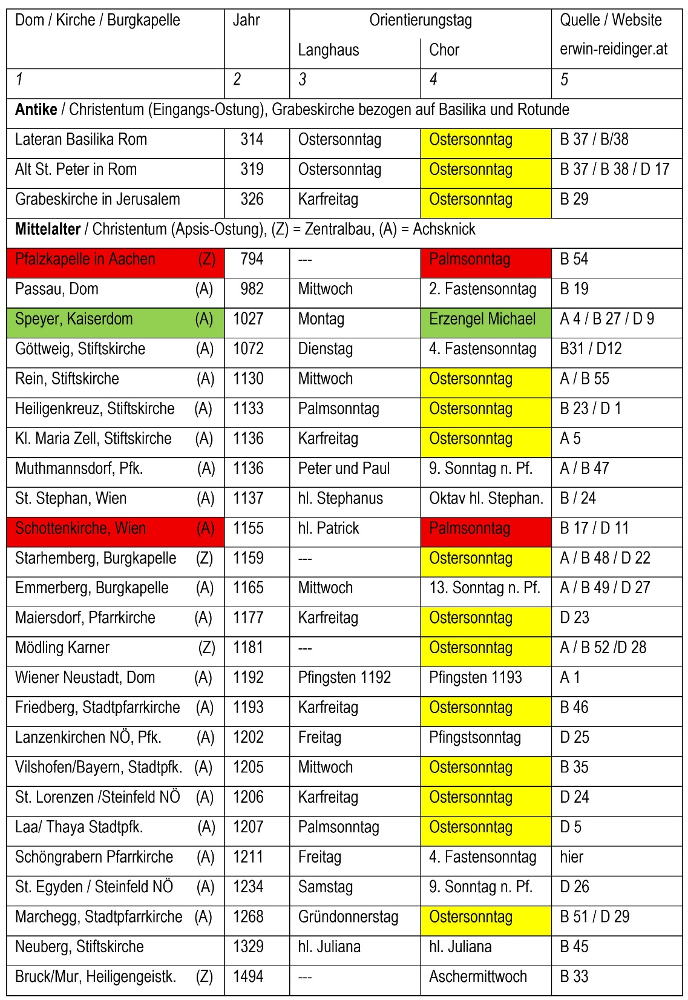 Dom / Kirche / Burgkapelle Jahr Orientierungstag Quelle / Website
Langhaus Chor erwin-reidinger.at
1 2 3 4 5
Antike / Christentum (Eingangs-Ostung), Grabeskirche bezogen auf Basilika und Rotunde
Lateran Basilika Rom 314 Ostersonntag Ostersonntag B 37 / B/38
Alt St. Peter in Rom 319 Ostersonntag Ostersonntag B 37 / B 38 / D 17
Grabeskirche in Jerusalem 326 Karfreitag Ostersonntag B 29
Mittelalter / Christentum (Apsis-Ostung), (Z) = Zentralbau, (A) = Achsknick
Pfalzkapelle in Aachen (Z) 794 --- Palmsonntag B 54
Passau, Dom (A) 982 Mittwoch 2. Fastensonntag B 19
Speyer, Kaiserdom (A) 1027 Montag Erzengel Michael A 4 / B 27 / D 9
Göttweig, Stiftskirche (A) 1072 Dienstag 4. Fastensonntag B31 / D12
Rein, Stiftskirche (A) 1130 Mittwoch Ostersonntag A / B 55
Heiligenkreuz, Stiftskirche (A) 1133 Palmsonntag Ostersonntag B 23 / D 1
Kl. Maria Zell, Stiftskirche (A) 1136 Karfreitag Ostersonntag A 5
Muthmannsdorf, Pfk. (A) 1136 Peter und Paul 9. Sonntag n. Pf. A / B 47
St. Stephan, Wien (A) 1137 hl. Stephanus Oktav hl. Stephan. B / 24
Schottenkirche, Wien (A) 1155 hl. Patrick Palmsonntag B 17 / D 11
Starhemberg, Burgkapelle (Z) 1159 --- Ostersonntag A / B 48 / D 22
Emmerberg, Burgkapelle (A) 1165 Mittwoch 13. Sonntag n. Pf. A / B 49 / D 27
Maiersdorf, Pfarrkirche (A) 1177 Karfreitag Ostersonntag D 23
Mödling Karner (Z) 1181 --- Ostersonntag A / B 52 /D 28
Wiener Neustadt, Dom (A) 1192 Pfingsten 1192 Pfingsten 1193 A 1
Friedberg, Stadtpfarrkirche (A) 1193 Karfreitag Ostersonntag B 46
Lanzenkirchen NÖ, Pfk. (A) 1202 Freitag Pfingstsonntag D 25
Vilshofen/Bayern, Stadtpfk. (A) 1205 Mittwoch Ostersonntag B 35
St. Lorenzen /Steinfeld NÖ (A) 1206 Karfreitag Ostersonntag D 24
Laa/ Thaya Stadtpfk. (A) 1207 Palmsonntag Ostersonntag D 5
Schöngrabern Pfarrkirche (A) 1211 Freitag 4. Fastensonntag hier
St. Egyden / Steinfeld NÖ (A) 1234 Samstag 9. Sonntag n. Pf. D 26
Marchegg, Stadtpfarrkirche (A) 1268 Gründonnerstag Ostersonntag B 51 / D 29
Neuberg, Stiftskirche 1329 hl. Juliana hl. Juliana B 45
Bruck/Mur, Heiligengeistk. (Z) 1494 --- Aschermittwoch B 33